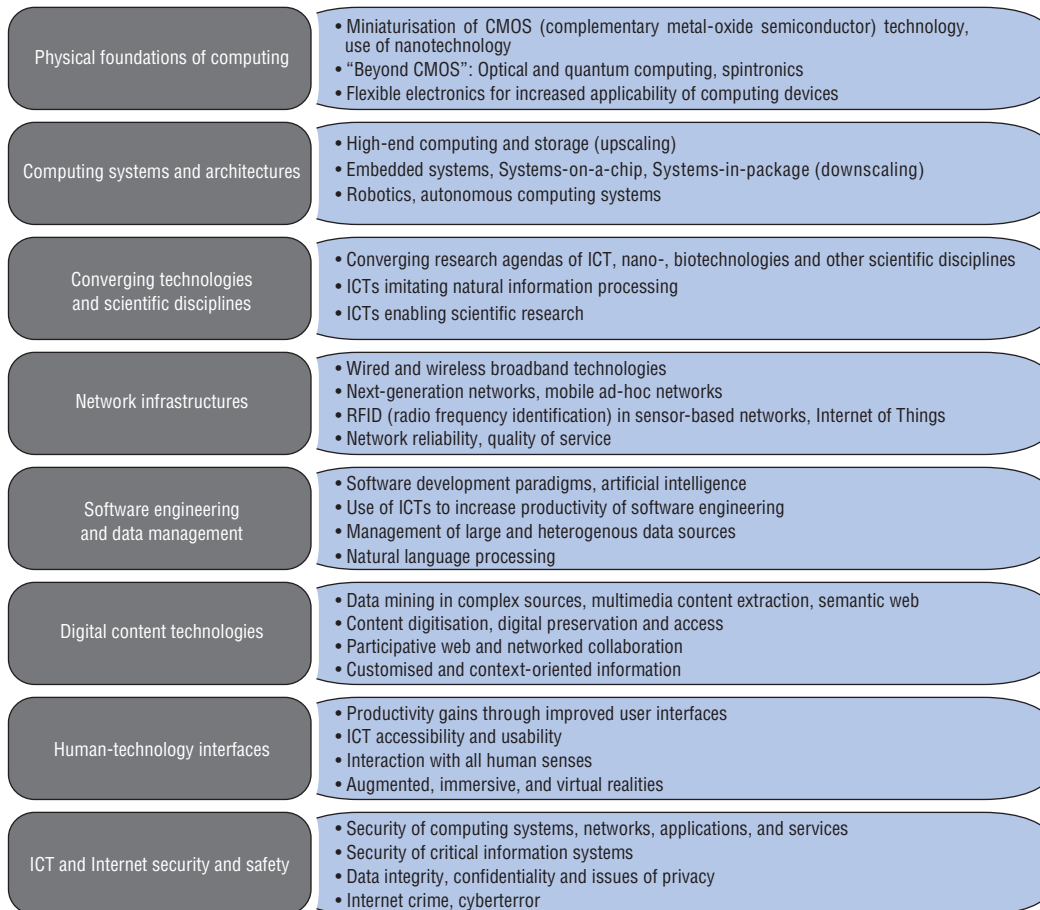 Physical foundations of computing
• Miniaturisation of CMOS (complementary metal-oxide semiconductor) technology,
use of nanotechnology
• “Beyond CMOS”: Optical and quantum computing, spintronics
• Flexible electronics for increased applicability of computing devices
Computing systems and architectures
• High-end computing and storage (upscaling)
• Embedded systems, Systems-on-a-chip, Systems-in-package (downscaling)
• Robotics, autonomous computing systems
Converging technologies
and scientific disciplines
• Converging research agendas of ICT, nano-, biotechnologies and other scientific disciplines
• ICTs imitating natural information processing
• ICTs enabling scientific research
Network infrastructures
• Wired and wireless broadband technologies
• Next-generation networks, mobile ad-hoc networks
• RFID (radio frequency identification) in sensor-based networks, Internet of Things
• Network reliability, quality of service
Software engineering
and data management
• Software development paradigms, artificial intelligence
• Use of ICTs to increase productivity of software engineering
• Management of large and heterogenous data sources
• Natural language processing
Digital content technologies
• Data mining in complex sources, multimedia content extraction, semantic web
• Content digitisation, digital preservation and access
• Participative web and networked collaboration
• Customised and context-oriented information
Human-technology interfaces
• Productivity gains through improved user interfaces
• ICT accessibility and usability
• Interaction with all human senses
• Augmented, immersive, and virtual realities
ICT and Internet security and safety
• Security of computing systems, networks, applications, and services
• Security of critical information systems
• Data integrity, confidentiality and issues of privacy
• Internet crime, cyberterror